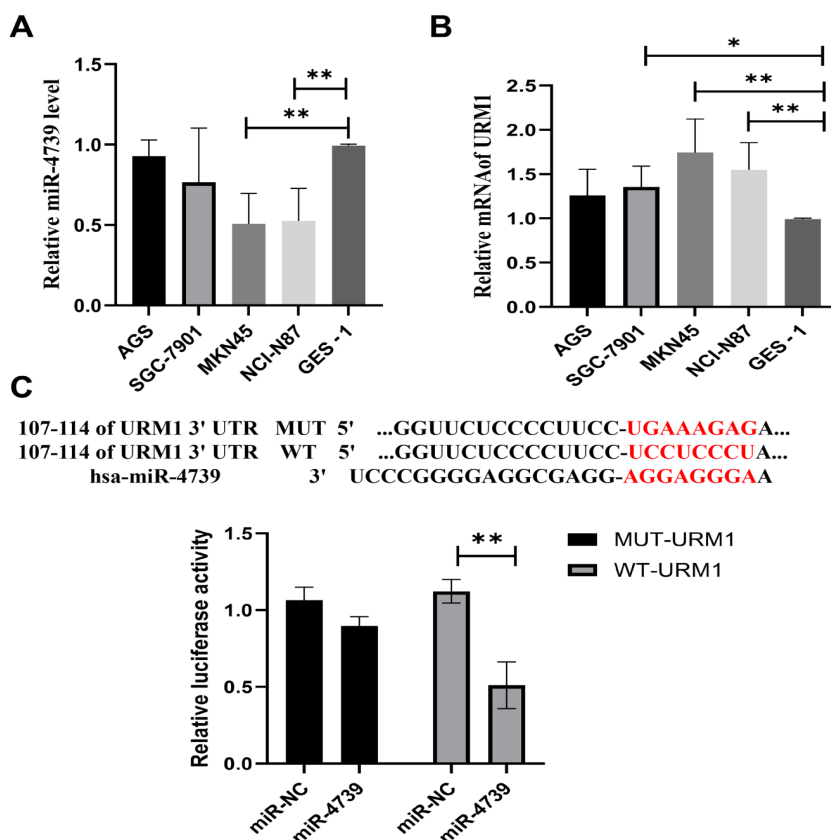 A
Relative miR-4739 level
1.5
1.0
0.5
0.0
**
**
AGS
SGC-7901
MKN45
NCI-N87
GES - 1
B
Relative mRNAof URM1
2.5
2.0
1.5
1.0
0.5
0.0
*
**
**
AGS
SGC-7901
MKN45
NCI-N87
GES - 1
C
107-114 of URM1 3' UTR MUT 5' ...GGUUCUCCCCUUCC-UGAAAGAGA...
107-114 of URM1 3' UTR WT 5' ...GGUUCUCCCCUUCC-UCCUCCCUA...
hsa-miR-4739 3' UCCCGGGGAGGCGAGG-AGGAGGGAA
Relative luciferase activity
1.5
1.0
0.5
0.0
**
miR-NC
miR-4739
miR-NC
miR-4739
MUT-URM1
WT-URM1